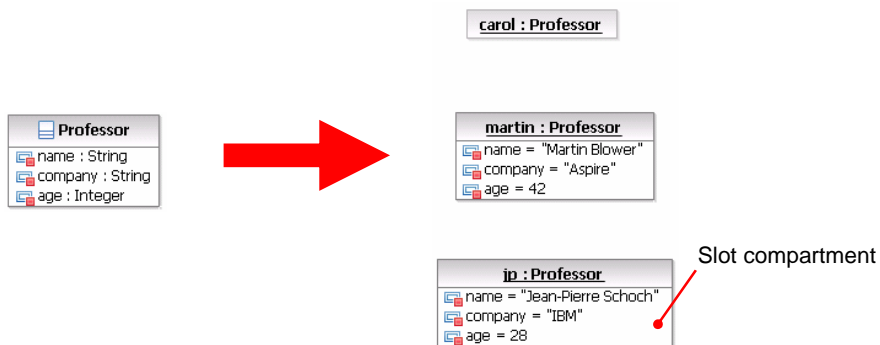 carol : Professor
Professor
name : String
company : String
age : Integer
martin : Professor
name = "Martin Blower"
company = "Aspire"
age = 42
Slot compartment
jp : Professor
name = "Jean-Pierre Schoch"
company = "IBM"
age = 28